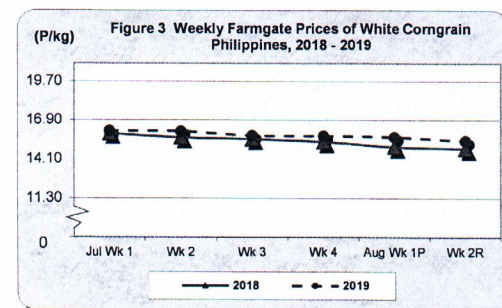 (P/kg)
Figure 3 Weekly Farmgate Prices of White Corngrain
Philippines, 2018 - 2019
19.70
16.90
14.10
11.30
0
Jul Wk 1 Wk 2 Wk 3 Wk 4 Aug Wk 1P Wk 2R
2018 2019